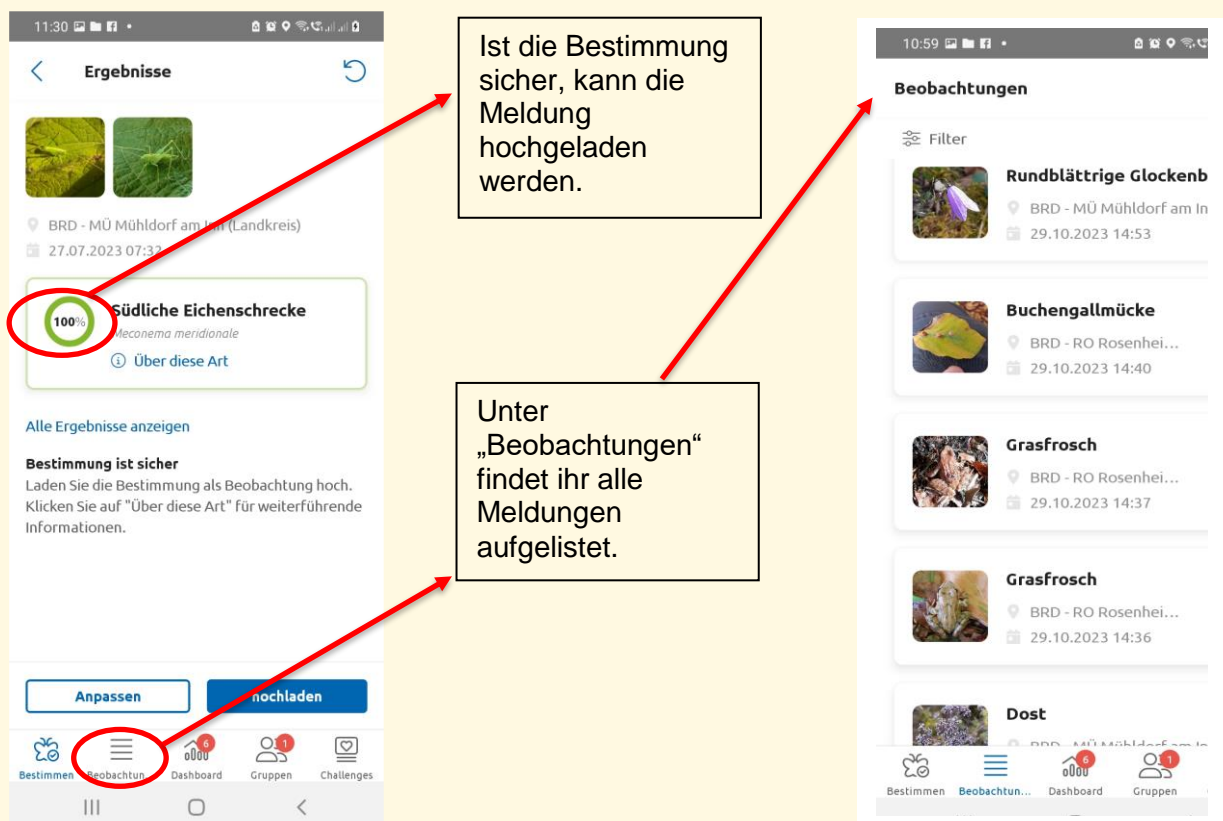 11:30
Ergebnisse
BRD - MÜ Mühldorf am Inn (Landkreis)
27.07.2023 07:32
100%
Südliche Eichenschrecke
Meconema meridionale
Über diese Art
Alle Ergebnisse anzeigen
Bestimmung ist sicher
Laden Sie die Bestimmung als Beobachtung hoch.
Klicken Sie auf "Über diese Art" für weiterführende
Informationen.
Anpassen
Hochladen
6
1
Bestimmen
Beobachtun...
Dashboard
Gruppen
Challenges
Ist die Bestimmung
sicher, kann die
Meldung
hochgeladen
werden.
Unter
„Beobachtungen“
findet ihr alle
Meldungen
aufgelistet.
10:59
Beobachtungen
Filter
Rundblättrige Glockenb
BRD - MÜ Mühldorf am In
29.10.2023 14:53
Buchengallmücke
BRD - RO Rosenhei...
29.10.2023 14:40
Grasfrosch
BRD - RO Rosenhei...
29.10.2023 14:37
Grasfrosch
BRD - RO Rosenhei...
29.10.2023 14:36
Dost
BRD - MÜ Mühldorf am In
6
1
Bestimmen
Beobachtun...
Dashboard
Gruppen